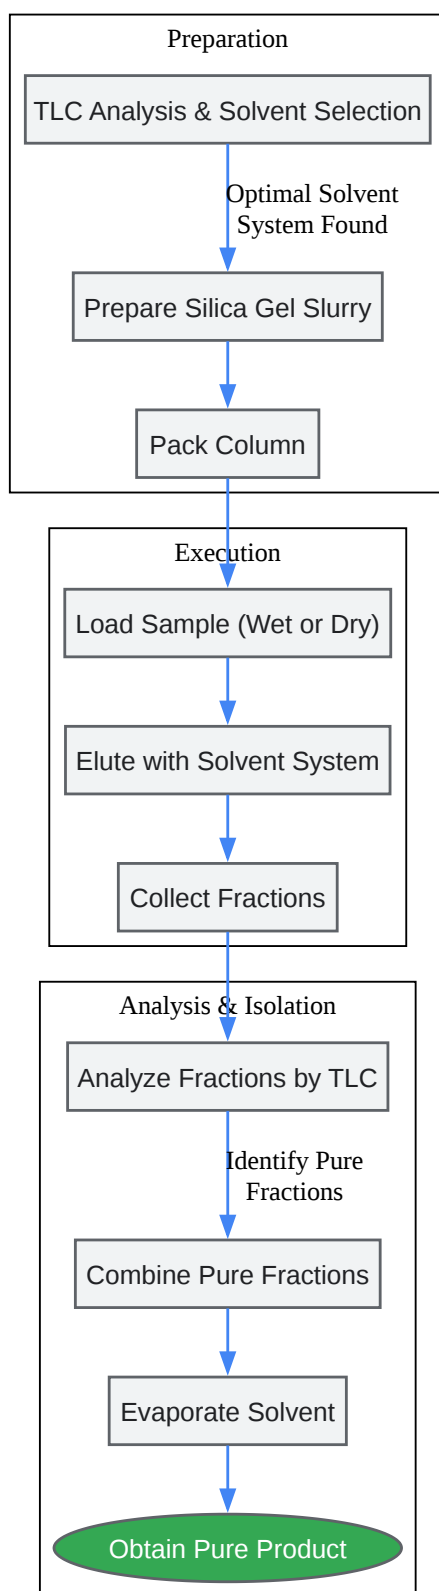 Preparation
TLC Analysis & Solvent Selection
Optimal Solvent
System Found
Prepare Silica Gel Slurry
Pack Column
Execution
Load Sample (Wet or Dry)
Elute with Solvent System
Collect Fractions
Analysis & Isolation
Analyze Fractions by TLC
Identify Pure
Fractions
Combine Pure Fractions
Evaporate Solvent
Obtain Pure Product